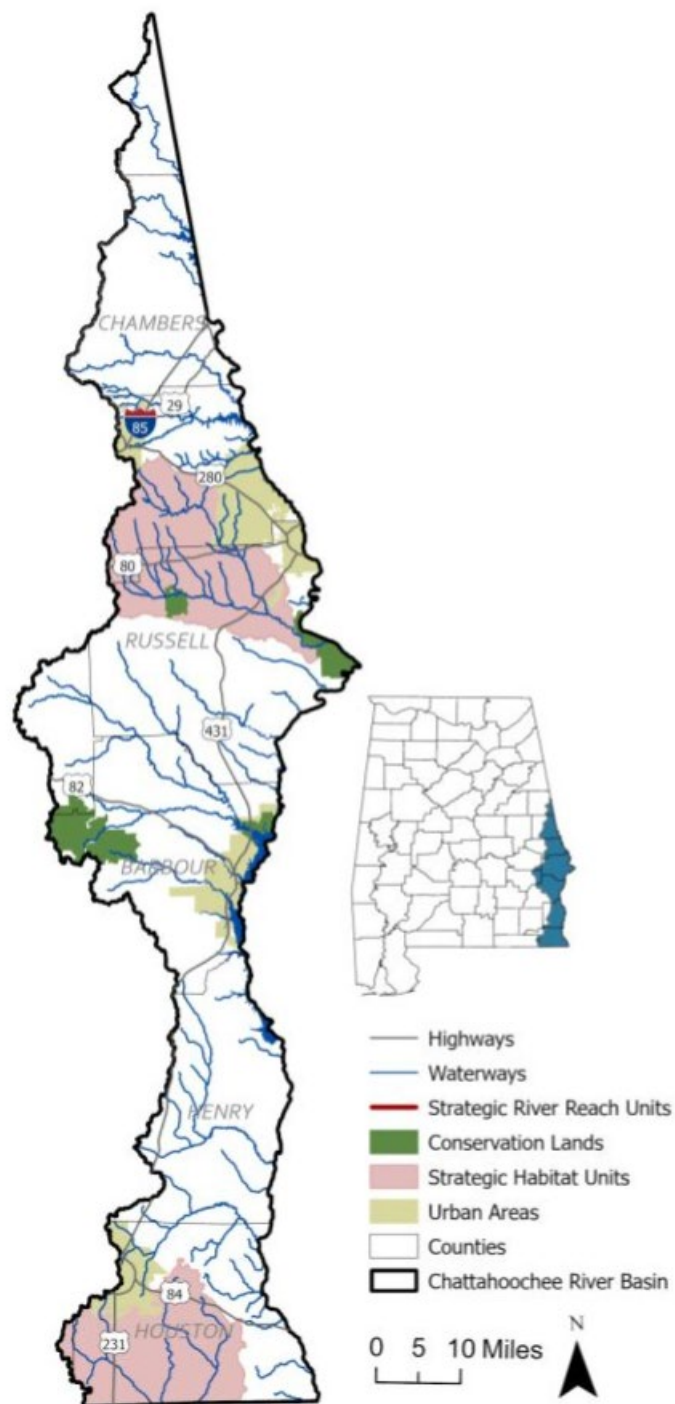 CHAMBERS
29
85
280
80
RUSSELL
431
82
BARBOUR
HENRY
84
HOUSTON
231
Highways
Waterways
Strategic River Reach Units
Conservation Lands
Strategic Habitat Units
Urban Areas
Counties
Chattahoochee River Basin
0 5 10 Miles
N